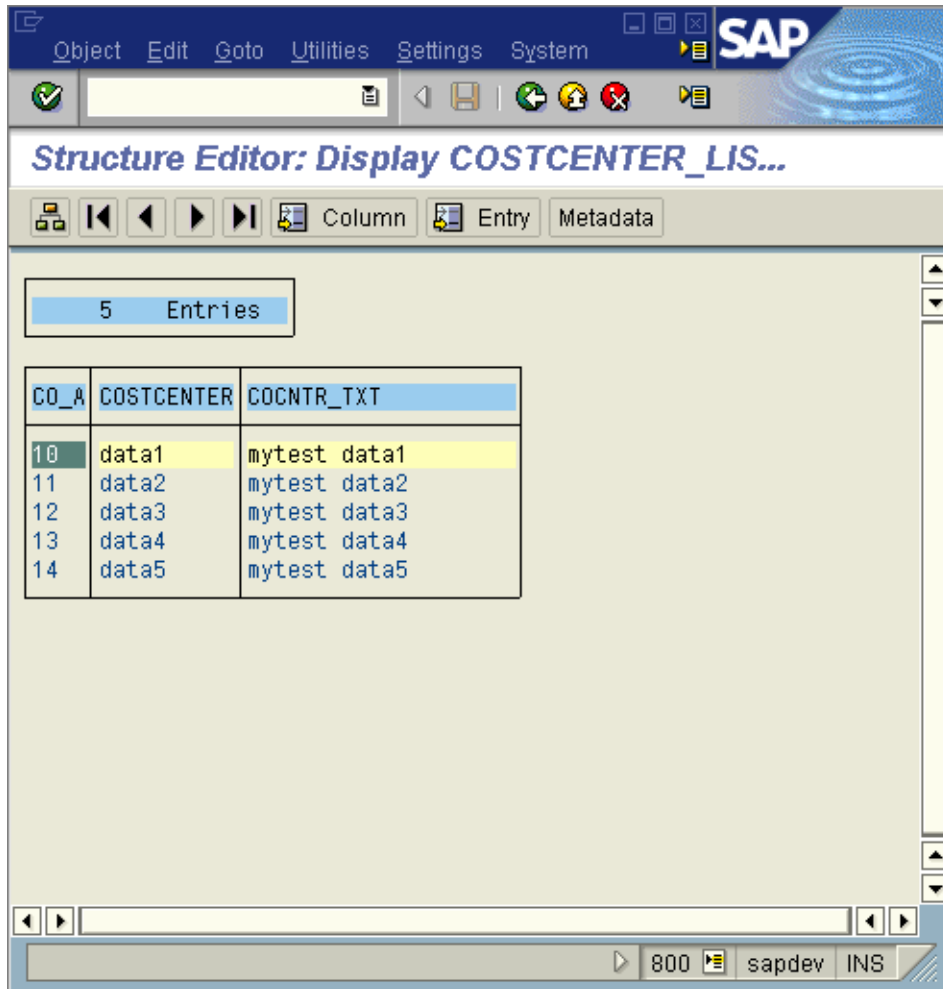 Object Edit Goto Utilities Settings System
SAP
Structure Editor: Display COSTCENTER_LIS...
Column Entry Metadata
5 Entries
CO_A COSTCENTER COCNTR_TXT
10 data1 mytest data1
11 data2 mytest data2
12 data3 mytest data3
13 data4 mytest data4
14 data5 mytest data5
800 sapdev INS